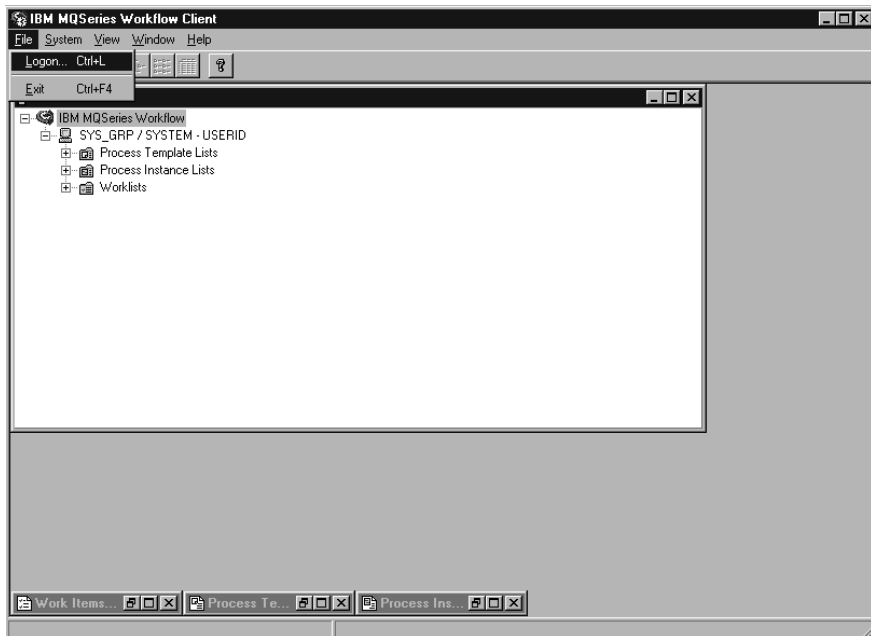 IBM MQSeries Workflow Client
File System View Window Help
Logon... Ctrl+L
Exit Ctrl+F4
IBM MQSeries Workflow
SYS_GRP / SYSTEM - USERID
Process Template Lists
Process Instance Lists
Worklists
Work Items... Process Te... Process Ins...